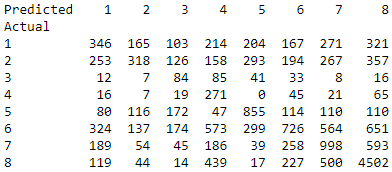 Predicted 1 2 3 4 5 6 7 8
Actual
1 346 165 103 214 204 167 271 321
2 253 318 126 158 293 194 267 357
3 12 7 84 85 41 33 8 16
4 16 7 19 271 0 45 21 65
5 80 116 172 47 855 114 110 110
6 324 137 174 573 299 726 564 651
7 189 54 45 186 39 258 998 593
8 119 44 14 439 17 227 500 4502